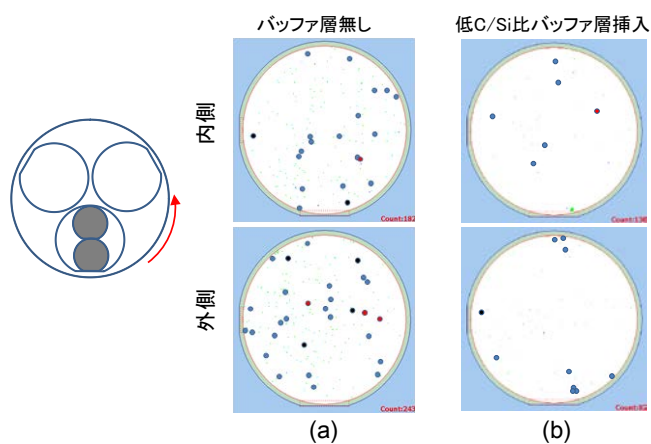 バッファ層無し
低C/Si比バッファ層挿入
内側
Count:182
Count:138
外側
Count:243
Count:82
(a)
(b)